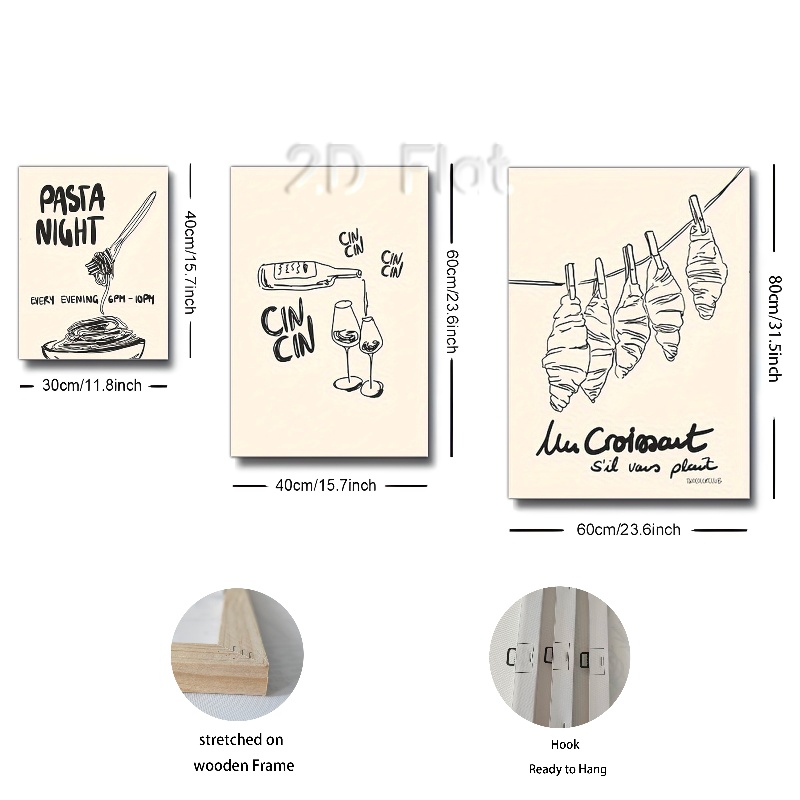 2D Flat
PASTA
NIGHT
EVERY EVENING 6PM - 10PM
40cm/15.7inch
30cm/11.8inch
CIN
CIN
CIN
CIN
CIN
CIN
60cm/23.6inch
40cm/15.7inch
Un Croissant
s'il vous plaît
80cm/31.5inch
60cm/23.6inch
stretched on
wooden Frame
Hook
Ready to Hang